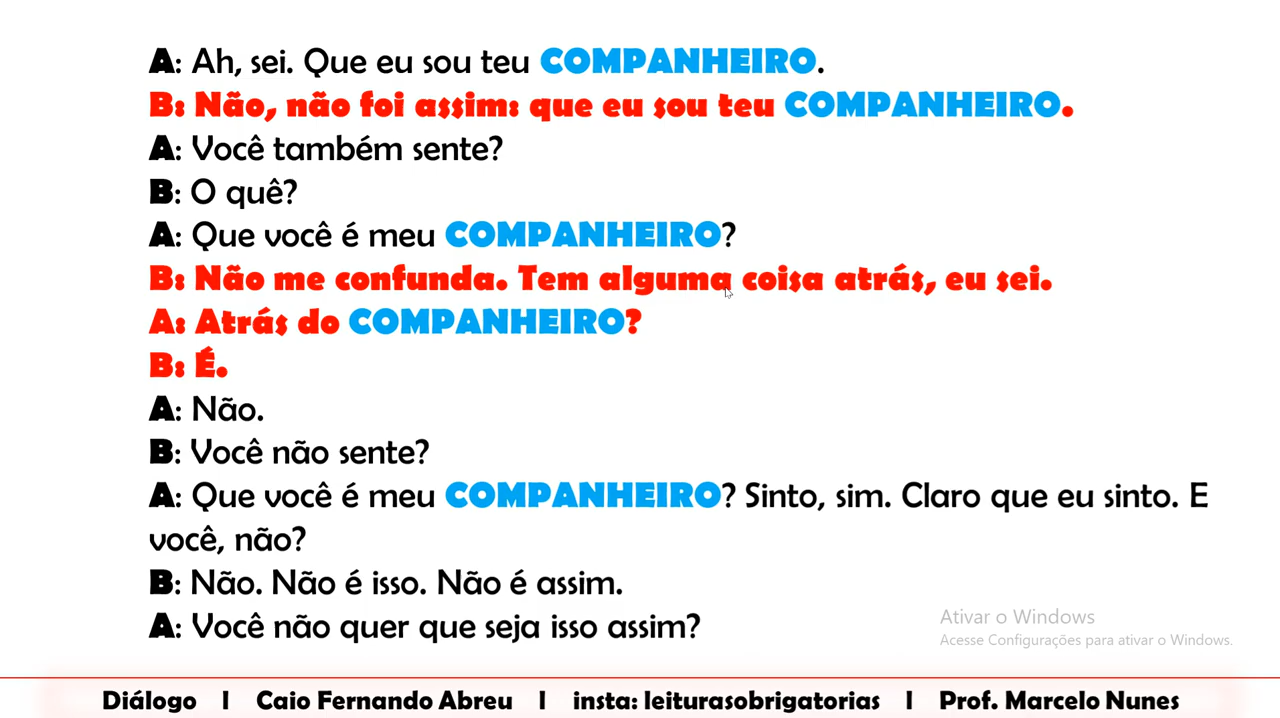 A: Ah, sei. Que eu sou teu COMPANHEIRO.
B: Não, não foi assim: que eu sou teu COMPANHEIRO.
A: Você também sente?
B: O quê?
A: Que você é meu COMPANHEIRO?
B: Não me confunda. Tem alguma coisa atrás, eu sei.
A: Atrás do COMPANHEIRO?
B: É.
A: Não.
B: Você não sente?
A: Que você é meu COMPANHEIRO? Sinto, sim. Claro que eu sinto. E
você, não?
B: Não. Não é isso. Não é assim.
A: Você não quer que seja isso assim?
Ativar o Windows
Acesse Configurações para ativar o Windows.
Diálogo I Caio Fernando Abreu I insta: leiturasobrigatorias I Prof. Marcelo Nunes